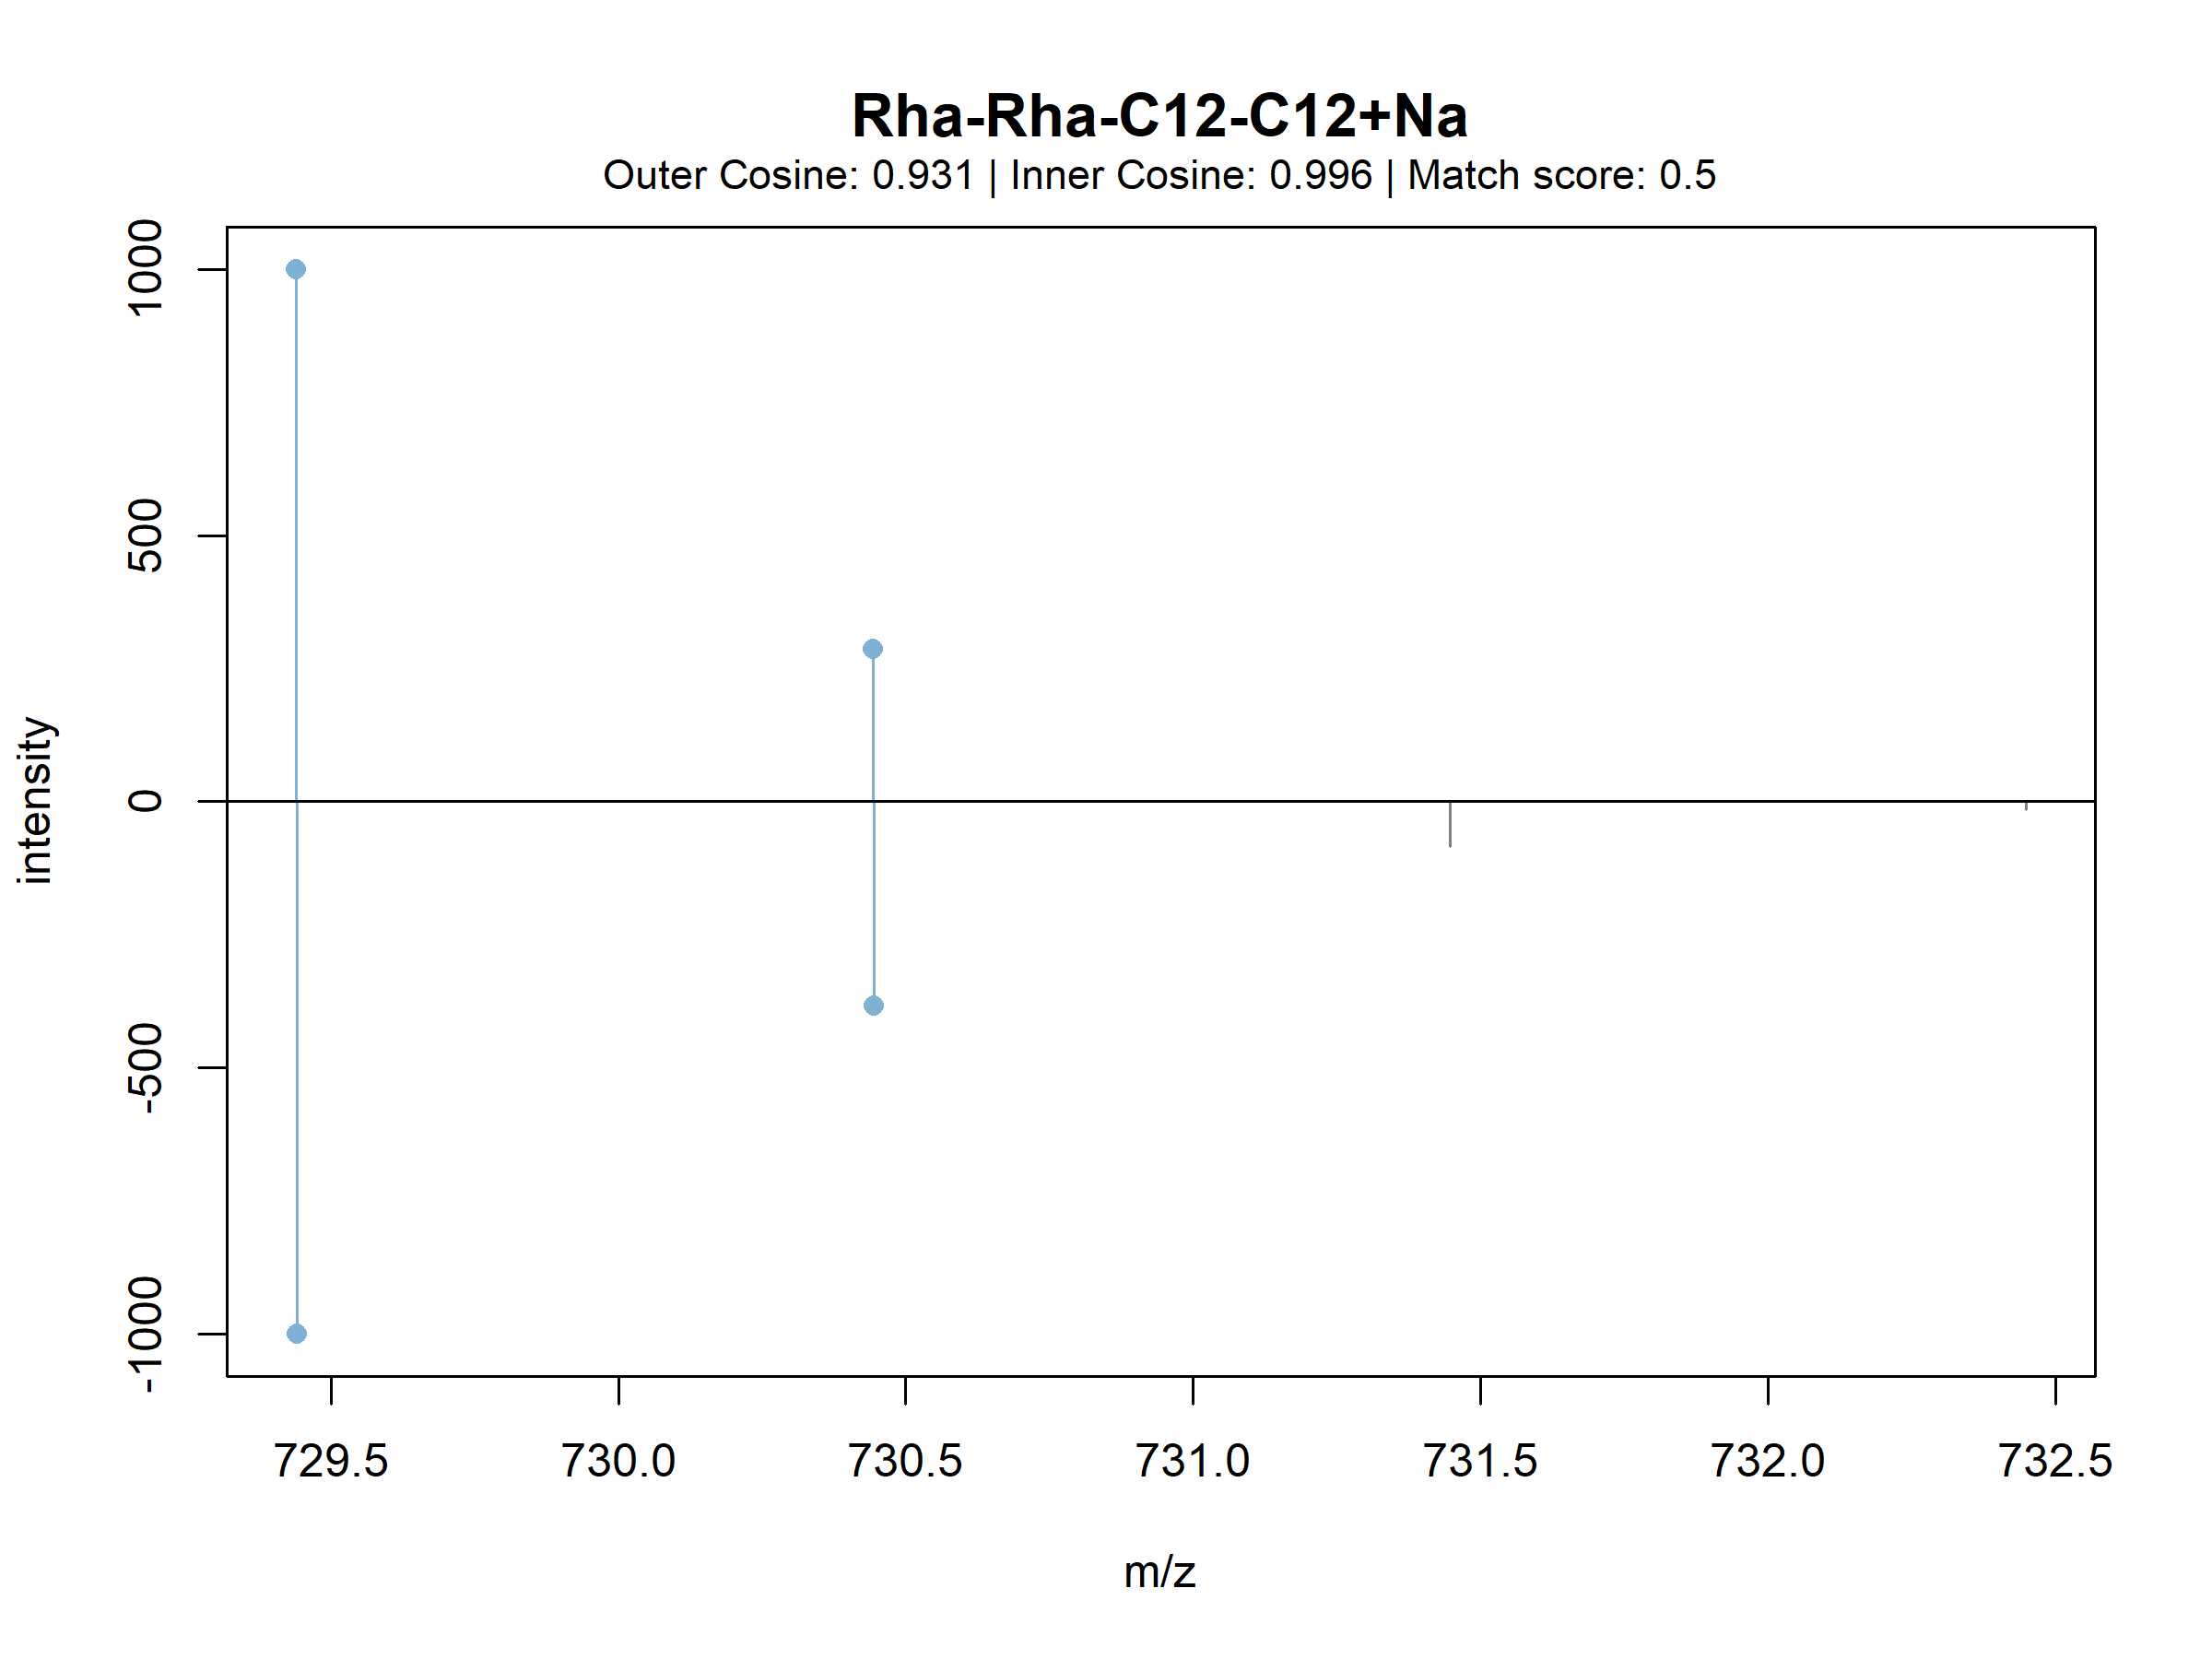 Rha-Rha-C12-C12+Na
Outer Cosine: 0.931 | Inner Cosine: 0.996 | Match score: 0.5
intensity
1000
500
0
-500
-1000
729.5 730.0 730.5 731.0 731.5 732.0 732.5
m/z